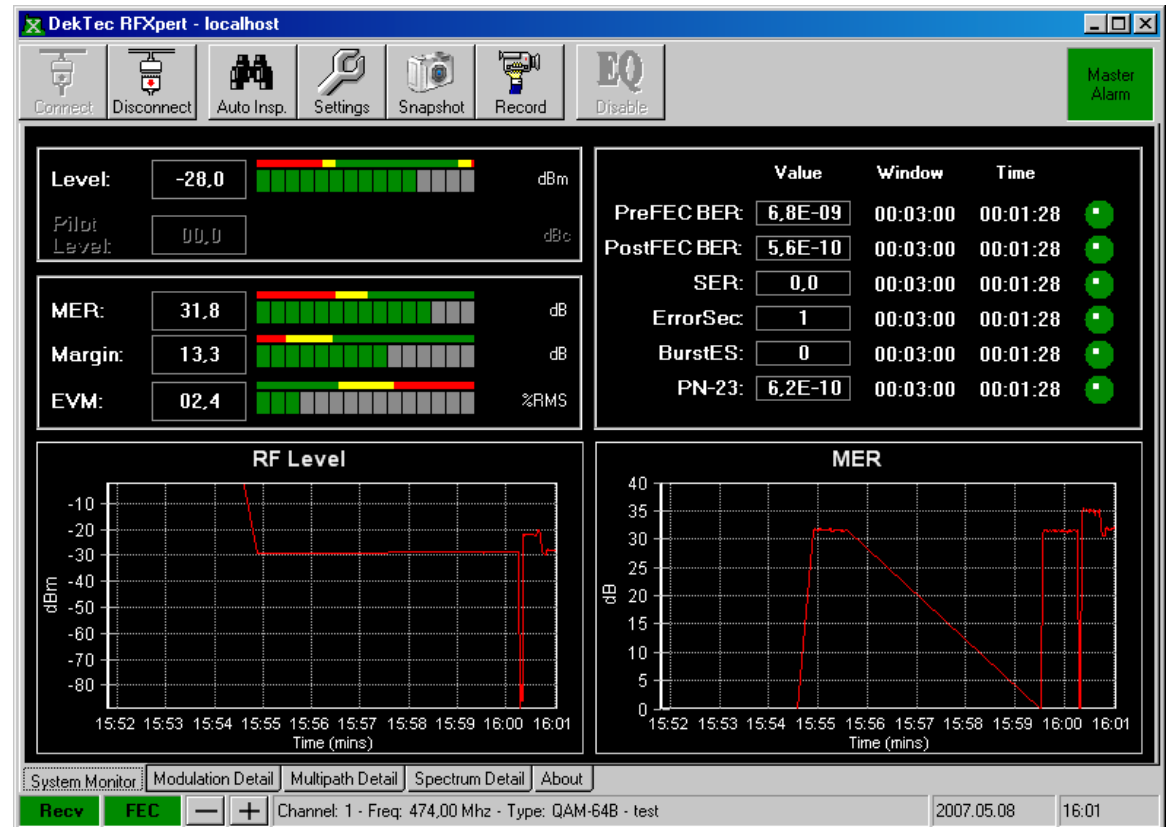 DekTec RFXpert - localhost
Connect Disconnect Auto Insp. Settings Snapshot Record EQ Disable
Master Alarm
Level: -28,0 dBm
Pilot Level: 00,0 dBc
MER: 31,8 dB
Margin: 13,3 dB
EVM: 02,4 %RMS
Value Window Time
PreFEC BER: 6,8E-09 00:03:00 00:01:28
PostFEC BER: 5,6E-10 00:03:00 00:01:28
SER: 0,0 00:03:00 00:01:28
ErrorSec: 1 00:03:00 00:01:28
BurstES: 0 00:03:00 00:01:28
PN-23: 6,2E-10 00:03:00 00:01:28
RF Level
dBm
-10
-20
-30
-40
-50
-60
-70
-80
15:52 15:53 15:54 15:55 15:56 15:57 15:58 15:59 16:00 16:01
Time (mins)
MER
dB
40
35
30
25
20
15
10
5
0
15:52 15:53 15:54 15:55 15:56 15:57 15:58 15:59 16:00 16:01
Time (mins)
System Monitor Modulation Detail Multipath Detail Spectrum Detail About
Recv FEC Channel: 1 - Freq: 474,00 Mhz - Type: QAM-64B - test 2007.05.08 16:01